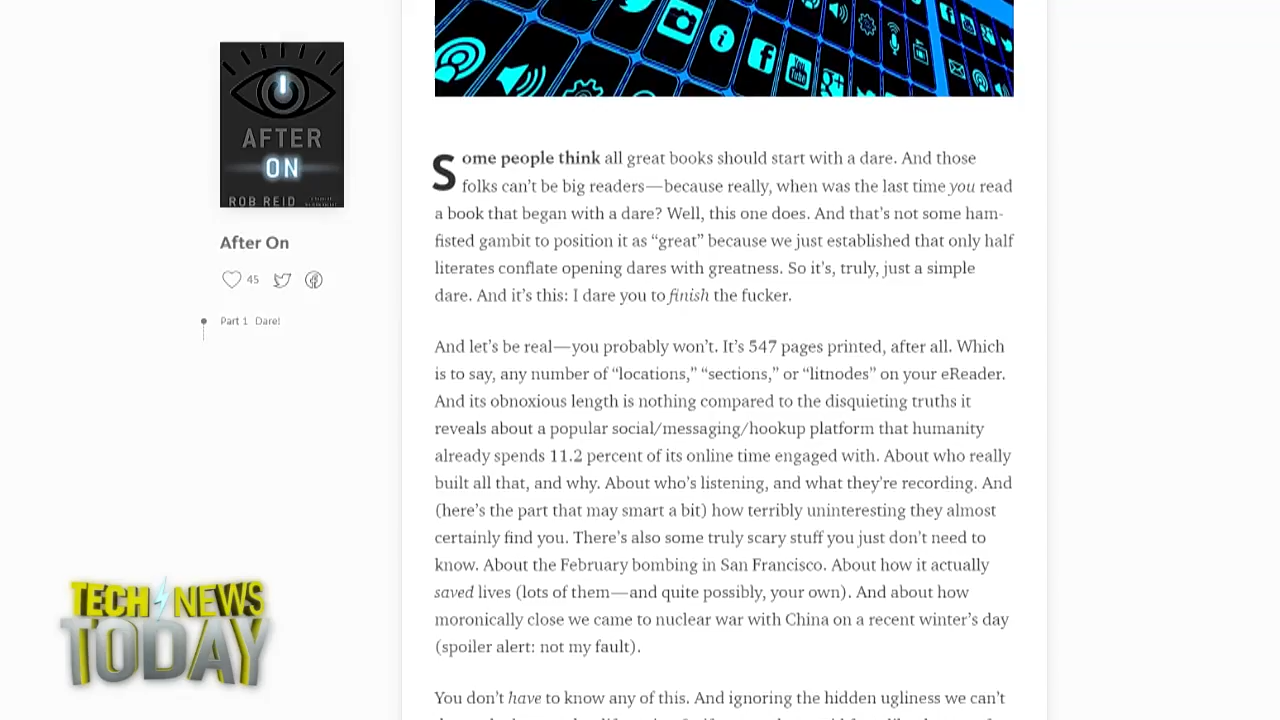 AFTER
ON
ROB REID
After On
45
Part 1 Dare!
Some people think all great books should start with a dare. And those
folks can’t be big readers—because really, when was the last time you read
a book that began with a dare? Well, this one does. And that’s not some ham-
fisted gambit to position it as “great” because we just established that only half
literates conflate opening dares with greatness. So it’s, truly, just a simple
dare. And it’s this: I dare you to finish the fucker.
And let’s be real—you probably won’t. It’s 547 pages printed, after all. Which
is to say, any number of “locations,” “sections,” or “litnodes” on your eReader.
And its obnoxious length is nothing compared to the disquieting truths it
reveals about a popular social/messaging/hookup platform that humanity
already spends 11.2 percent of its online time engaged with. About who really
built all that, and why. About who’s listening, and what they're recording. And
(here’s the part that may smart a bit) how terribly uninteresting they almost
certainly find you. There’s also some truly scary stuff you just don’t need to
know. About the February bombing in San Francisco. About how it actually
saved lives (lots of them—and quite possibly, your own). And about how
moronically close we came to nuclear war with China on a recent winter’s day
(spoiler alert: not my fault).
You don’t have to know any of this. And ignoring the hidden ugliness we can’t
TECH NEWS
TODAY